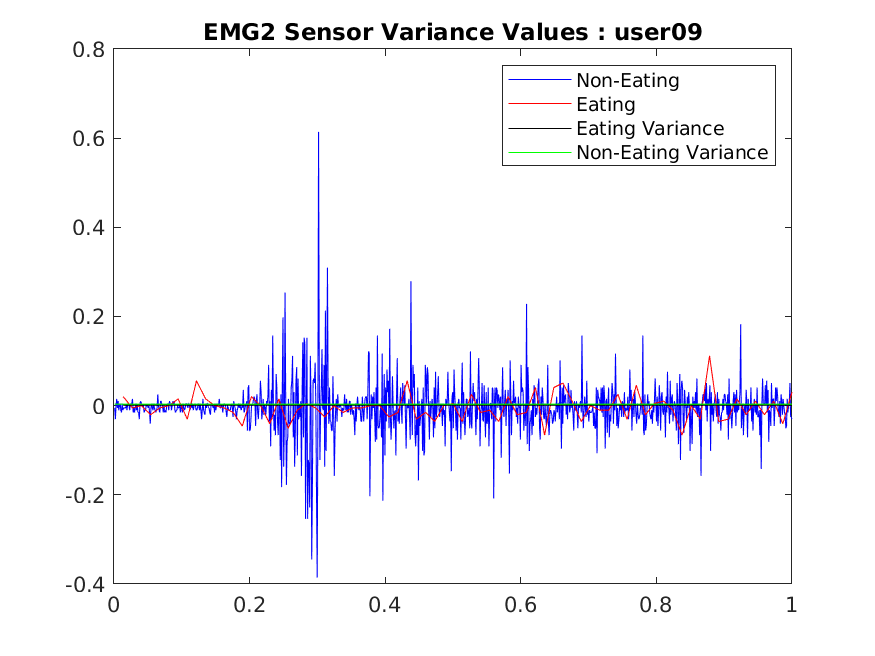 EMG2 Sensor Variance Values : user09
Non-Eating
Eating
Eating Variance
Non-Eating Variance
0.8
0.6
0.4
0.2
0
-0.2
-0.4
0 0.2 0.4 0.6 0.8 1